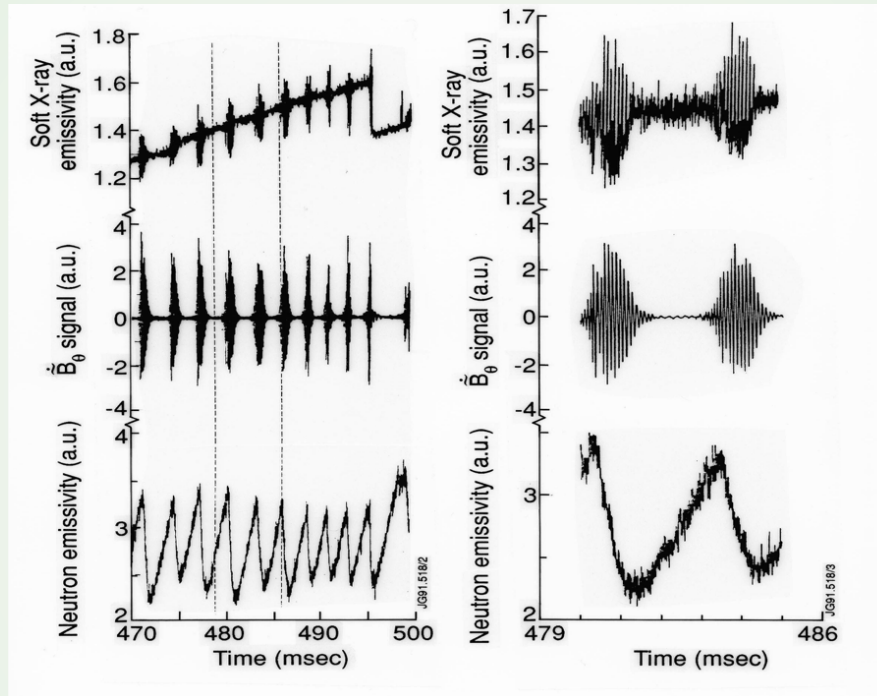 Soft X-ray
emissivity (a.u.)
1.8
1.6
1.4
1.2
Ḃ̃θ signal (a.u.)
4
2
0
-2
-4
Neutron emissivity (a.u.)
4
3
2
470
480
490
500
Time (msec)
JG91.518/2
Soft X-ray
emissivity (a.u.)
1.7
1.6
1.5
1.4
1.3
1.2
Ḃ̃θ signal (a.u.)
4
2
0
-2
-4
Neutron emissivity (a.u.)
3
2
479
486
Time (msec)
JG91.518/3